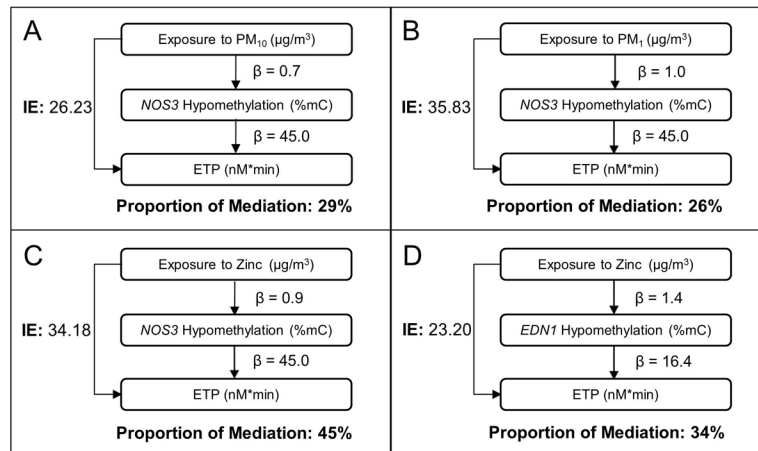 A
Exposure to PM₁₀ (µg/m³)
β = 0.7
IE: 26.23
NOS3 Hypomethylation (%mC)
β = 45.0
ETP (nM*min)
Proportion of Mediation: 29%
B
Exposure to PM₁ (µg/m³)
β = 1.0
IE: 35.83
NOS3 Hypomethylation (%mC)
β = 45.0
ETP (nM*min)
Proportion of Mediation: 26%
C
Exposure to Zinc (µg/m³)
β = 0.9
IE: 34.18
NOS3 Hypomethylation (%mC)
β = 45.0
ETP (nM*min)
Proportion of Mediation: 45%
D
Exposure to Zinc (µg/m³)
β = 1.4
IE: 23.20
EDN1 Hypomethylation (%mC)
β = 16.4
ETP (nM*min)
Proportion of Mediation: 34%